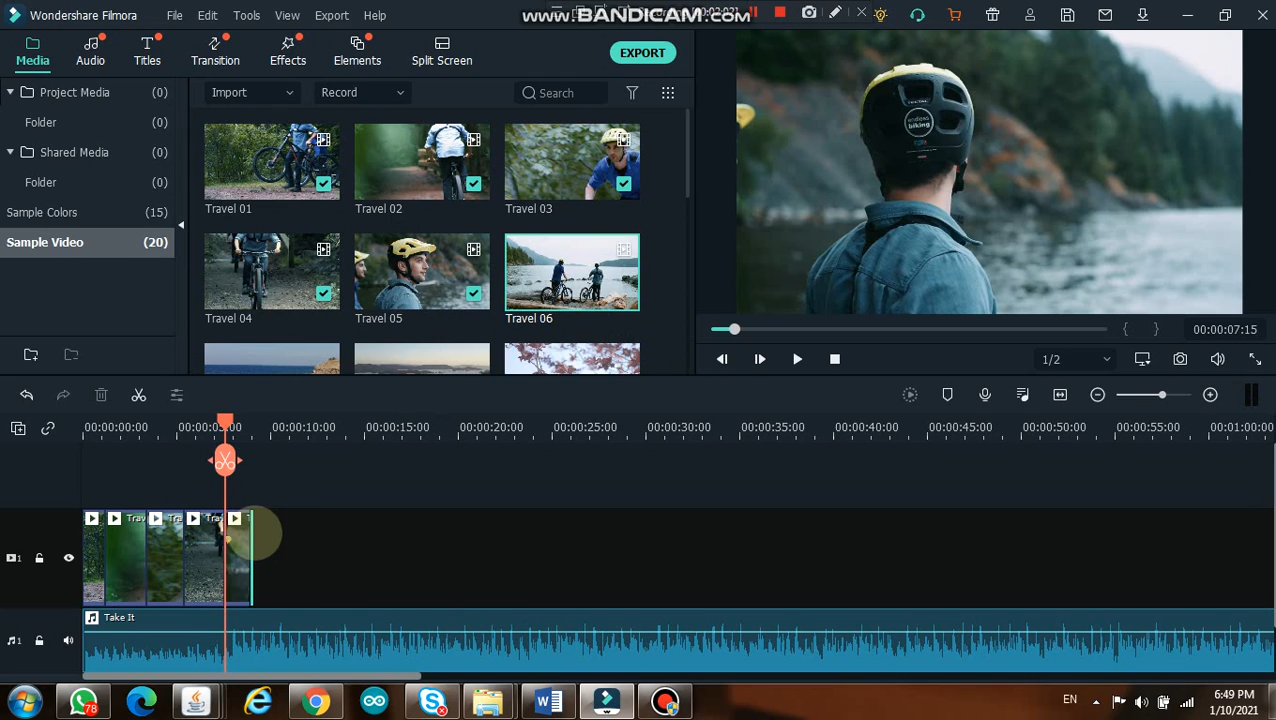 Wondershare Filmora
File
Edit
Tools
View
Export
Help
www.BANDICAM.com
Media
Audio
Titles
Transition
Effects
Elements
Split Screen
EXPORT
Project Media (0)
Folder (0)
Shared Media (0)
Folder (0)
Sample Colors (15)
Sample Video (20)
Import
Record
Search
Travel 01
Travel 02
Travel 03
Travel 04
Travel 05
Travel 06
endless
biking
00:00:07:15
1/2
00:00:00:00
00:00:10:00
00:00:15:00
00:00:20:00
00:00:25:00
00:00:30:00
00:00:35:00
00:00:40:00
00:00:45:00
00:00:50:00
00:00:55:00
00:01:00:00
1
Take It
1
78
EN
6:49 PM
1/10/2021